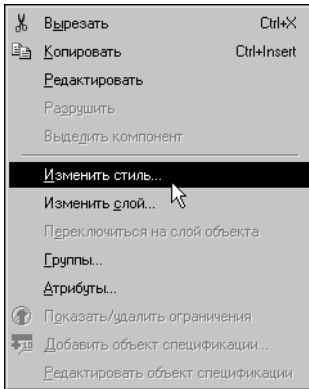 Вырезать Ctrl+X
Копировать Ctrl+Insert
Редактировать
Разрушить
Выделить компонент
Изменить стиль...
Изменить слой...
Переключиться на слой объекта
Группы...
Атрибуты...
Показать/удалить ограничения
Добавить объект спецификации...
Редактировать объект спецификации